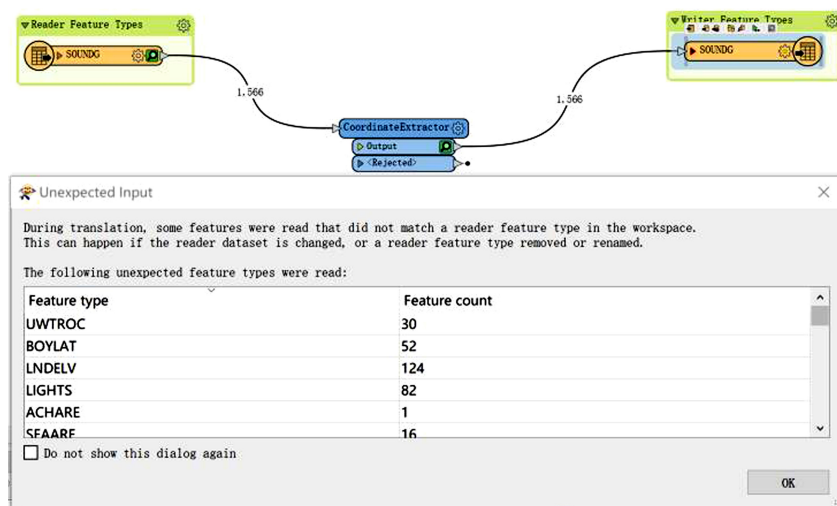 Reader Feature Types
SOUNDG
Writer Feature Types
SOUNDG
1,566
1,566
CoordinateExtractor
Output
<Rejected>
Unexpected Input
During translation, some features were read that did not match a reader feature type in the workspace.
This can happen if the reader dataset is changed, or a reader feature type removed or renamed.
The following unexpected feature types were read:
Feature type Feature count
UWTROC 30
BOYLAT 52
LNDELV 124
LIGHTS 82
ACHARE 1
SEAARE 16
Do not show this dialog again
OK